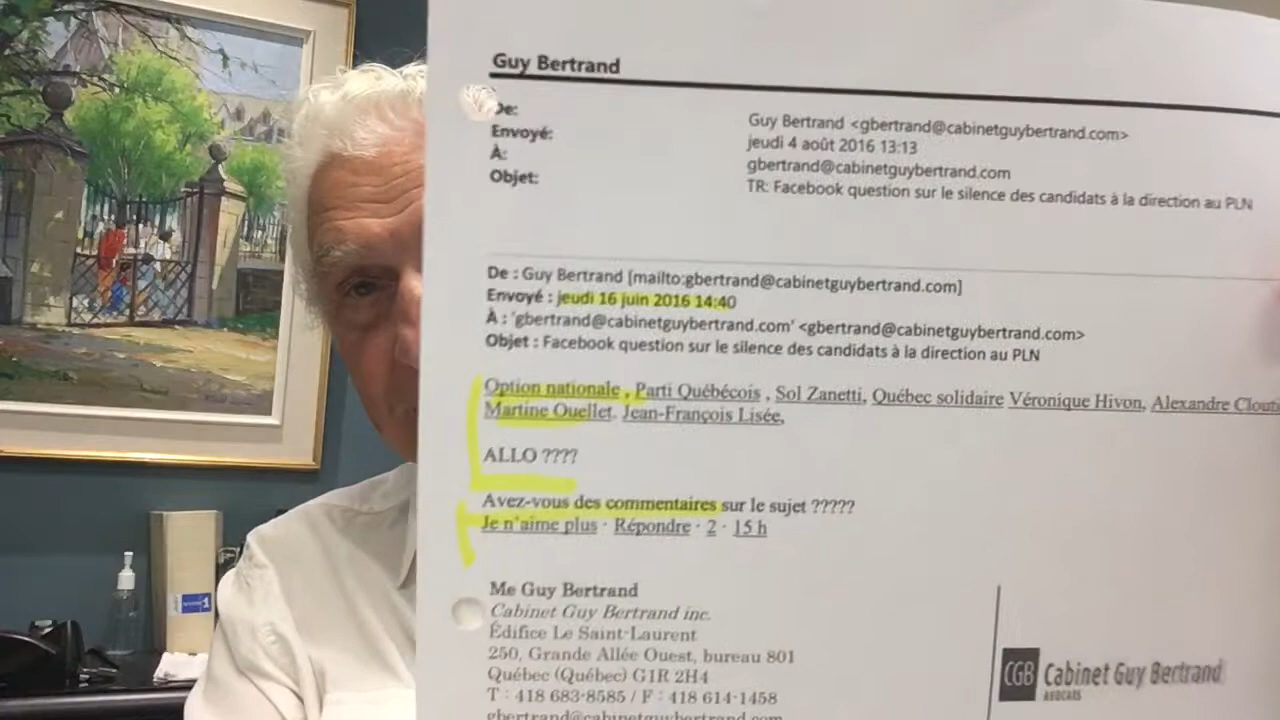 Guy Bertrand
De: Guy Bertrand <gbertrand@cabinetguybertrand.com>
Envoyé: jeudi 4 août 2016 13:13
À: gbertrand@cabinetguybertrand.com
Objet: TR: Facebook question sur le silence des candidats à la direction au PLN
De : Guy Bertrand [mailto:gbertrand@cabinetguybertrand.com]
Envoyé : jeudi 16 juin 2016 14:40
À : 'gbertrand@cabinetguybertrand.com' <gbertrand@cabinetguybertrand.com>
Objet : Facebook question sur le silence des candidats à la direction au PLN
Option nationale , Parti Québécois , Sol Zanetti, Québec solidaire Véronique Hivon, Alexandre
Martine Ouellet. Jean-François Lisée,
ALLO ????
Avez-vous des commentaires sur le sujet ?????
Je n'aime plus · Répondre · 2 · 15 h
Me Guy Bertrand
Cabinet Guy Bertrand inc.
Édifice Le Saint-Laurent
250, Grande Allée Ouest, bureau 801
Québec (Québec) G1R 2H4
T : 418 683-8585 / F : 418 614-1458
gbertrand@cabinetguybertrand.com
CGB Cabinet Guy Bertrand
AVOCATS